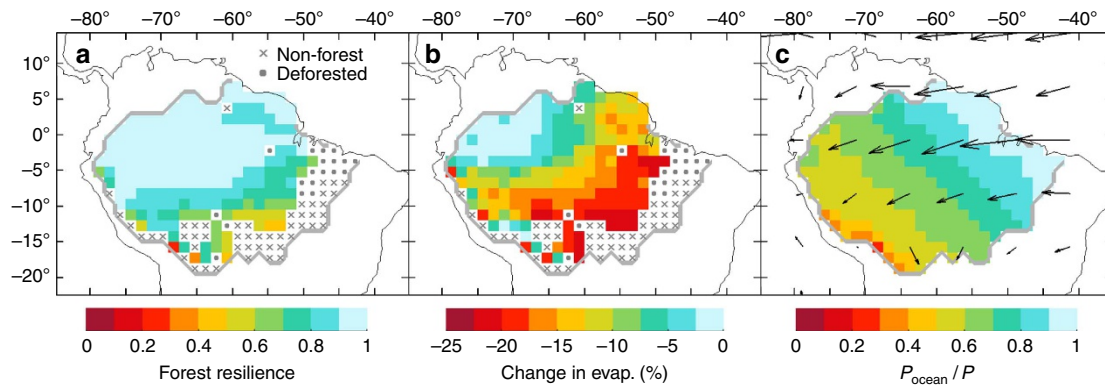 −80° −70° −60° −50° −40° −80° −70° −60° −50° −40° −80° −70° −60° −50° −35°
a × Non-forest b c
Deforested
10°
5°
0°
−5°
−10°
−15°
−20°
0 0.2 0.4 0.6 0.8 1 −25 −20 −15 −10 −5 0 0 0.2 0.4 0.6 0.8 1
Forest resilience Change in evap. (%) P_ocean / P